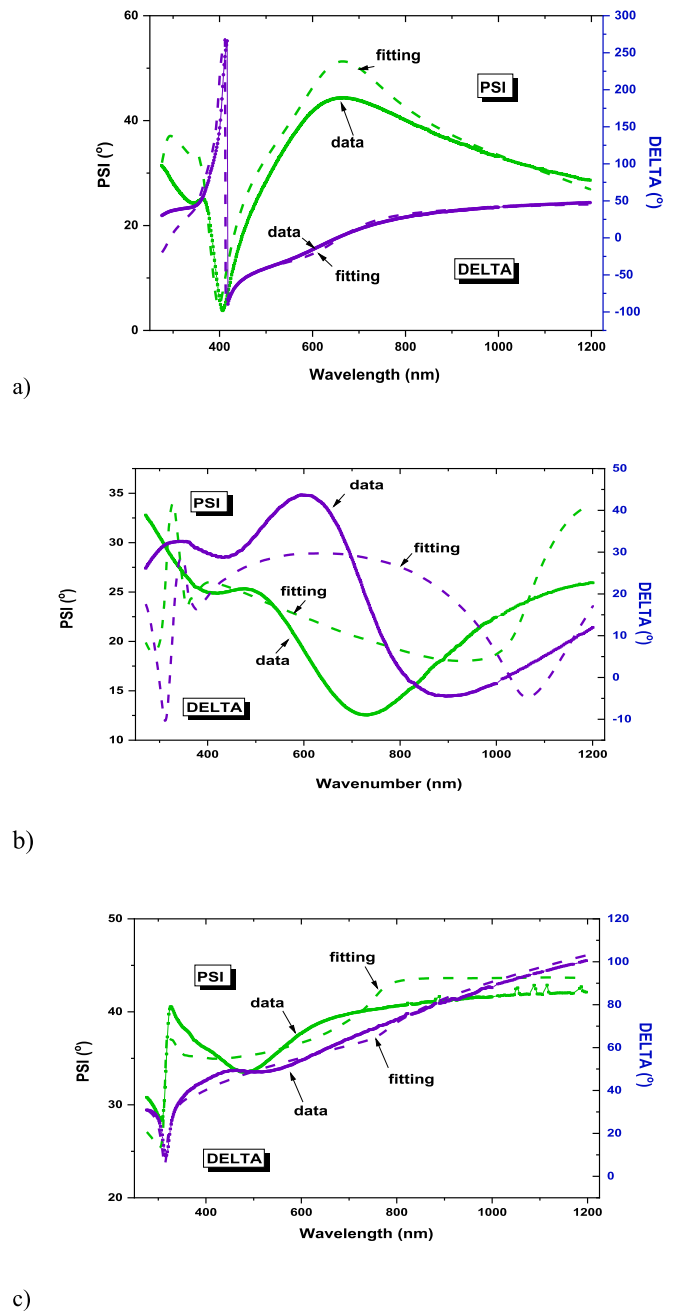 60
300
250
fitting
PSI
200
40
150
data
100
PSI (º)
DELTA (º)
50
20
data
0
fitting
DELTA
-50
-100
0
400
600
800
1000
1200
Wavelength (nm)
a)
50
35
data
40
PSI
30
fitting
30
25
20
PSI (º)
fitting
DELTA (º)
20
data
10
15
0
DELTA
-10
10
400
600
800
1000
1200
Wavenumber (nm)
b)
50
120
fitting
100
PSI
40
data
80
PSI (º)
DELTA (º)
60
fitting
40
data
30
20
DELTA
0
20
400
600
800
1000
1200
Wavelength (nm)
c)